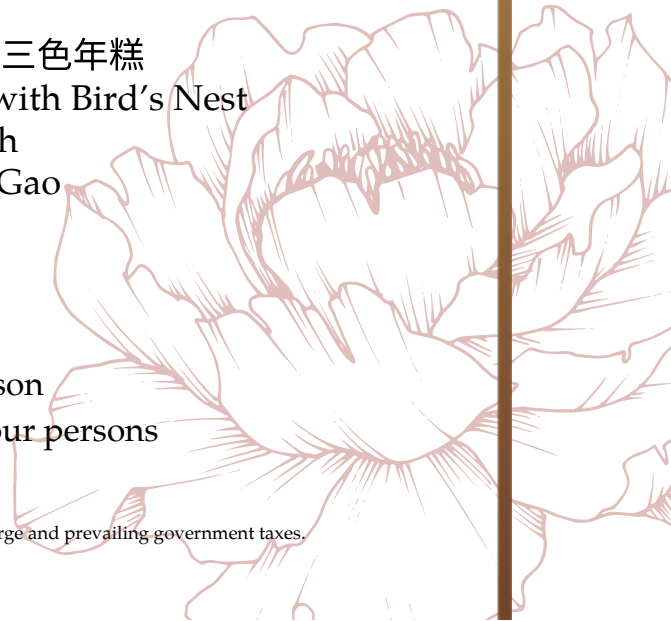 三色年糕
with Bird’s Nest
h
Gao
son
our persons
rge and prevailing government taxes.